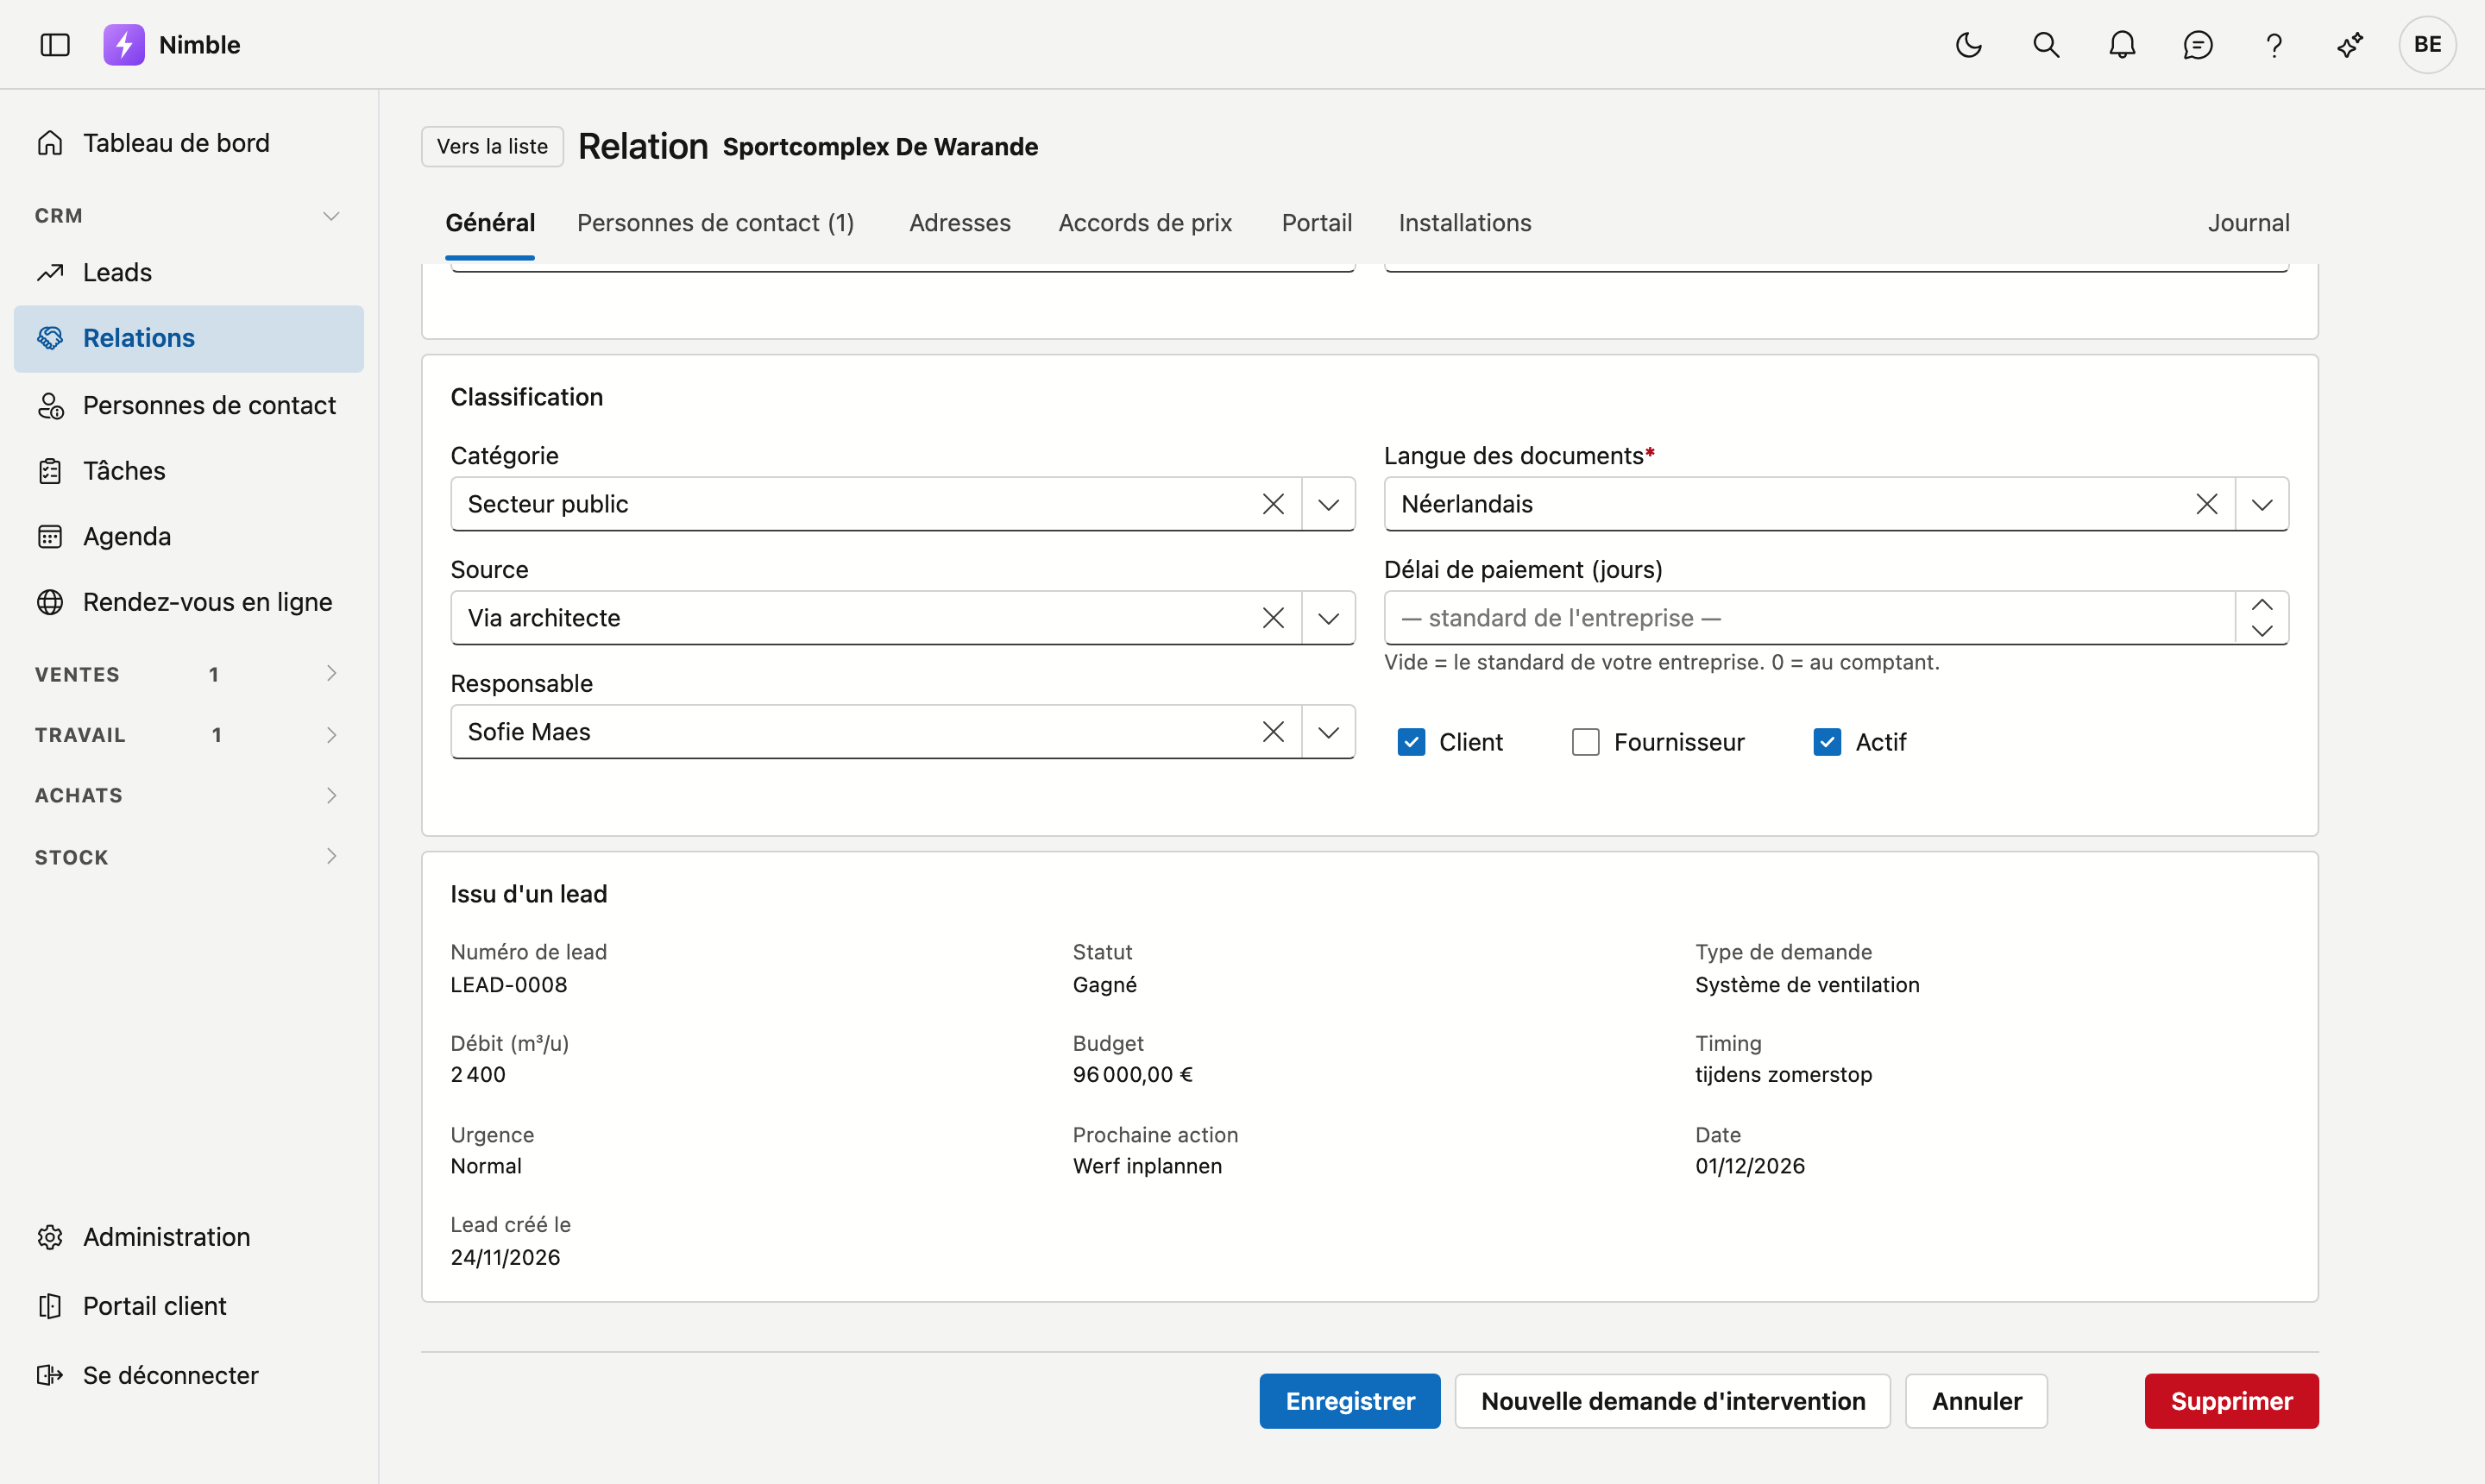 Nimble
BE
Tableau de bord
CRM
Leads
Relations
Personnes de contact
Tâches
Agenda
Rendez-vous en ligne
VENTES 1
TRAVAIL 1
ACHATS
STOCK
Administration
Portail client
Se déconnecter
Vers la liste Relation Sportcomplex De Warande
Général Personnes de contact (1) Adresses Accords de prix Portail Installations Journal
Classification
Catégorie
Secteur public
Langue des documents*
Néerlandais
Source
Via architecte
Délai de paiement (jours)
— standard de l'entreprise —
Vide = le standard de votre entreprise. 0 = au comptant.
Responsable
Sofie Maes
Client Fournisseur Actif
Issu d'un lead
Numéro de lead
LEAD-0008
Statut
Gagné
Type de demande
Système de ventilation
Débit (m³/u)
2 400
Budget
96 000,00 €
Timing
tijdens zomerstop
Urgence
Normal
Prochaine action
Werf inplannen
Date
01/12/2026
Lead créé le
24/11/2026
Enregistrer Nouvelle demande d'intervention Annuler Supprimer